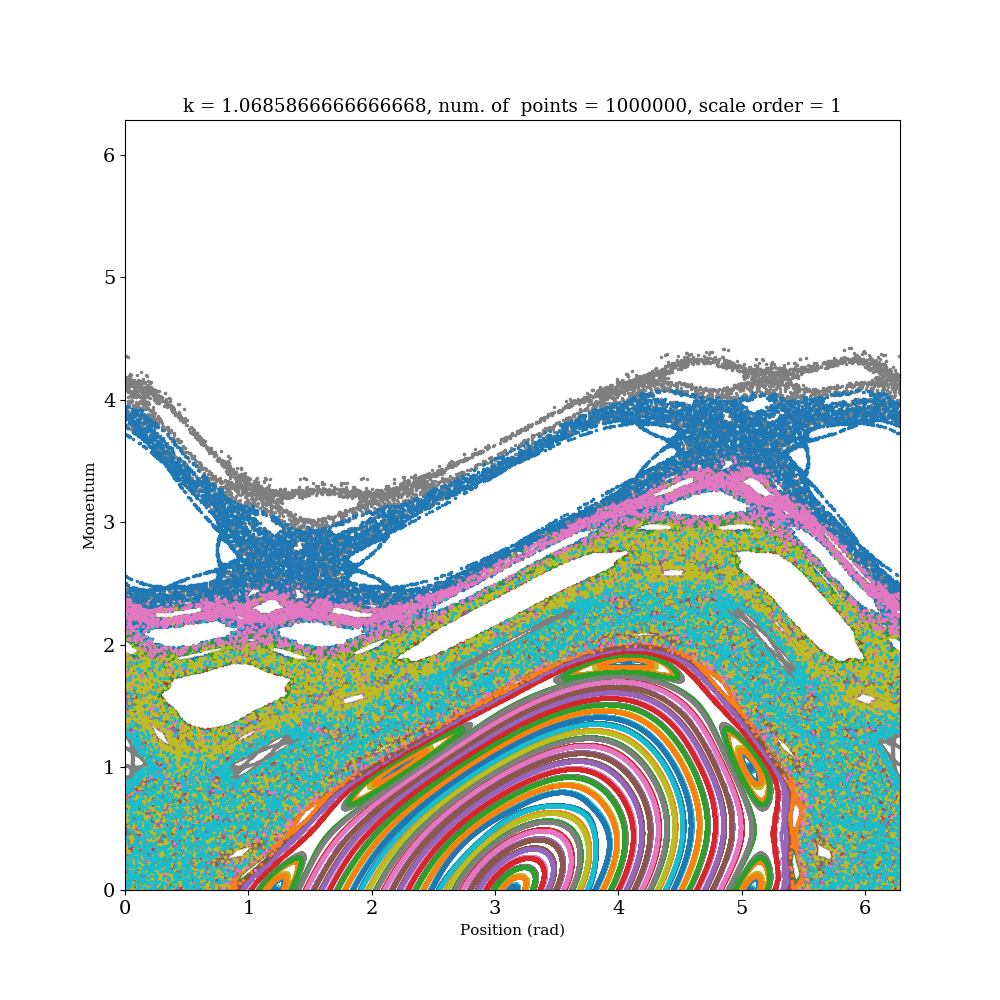 k = 1.0685866666666668, num. of  points = 1000000, scale order = 1
6
5
4
3
2
1
0
Momentum
0 1 2 3 4 5 6
Position (rad)